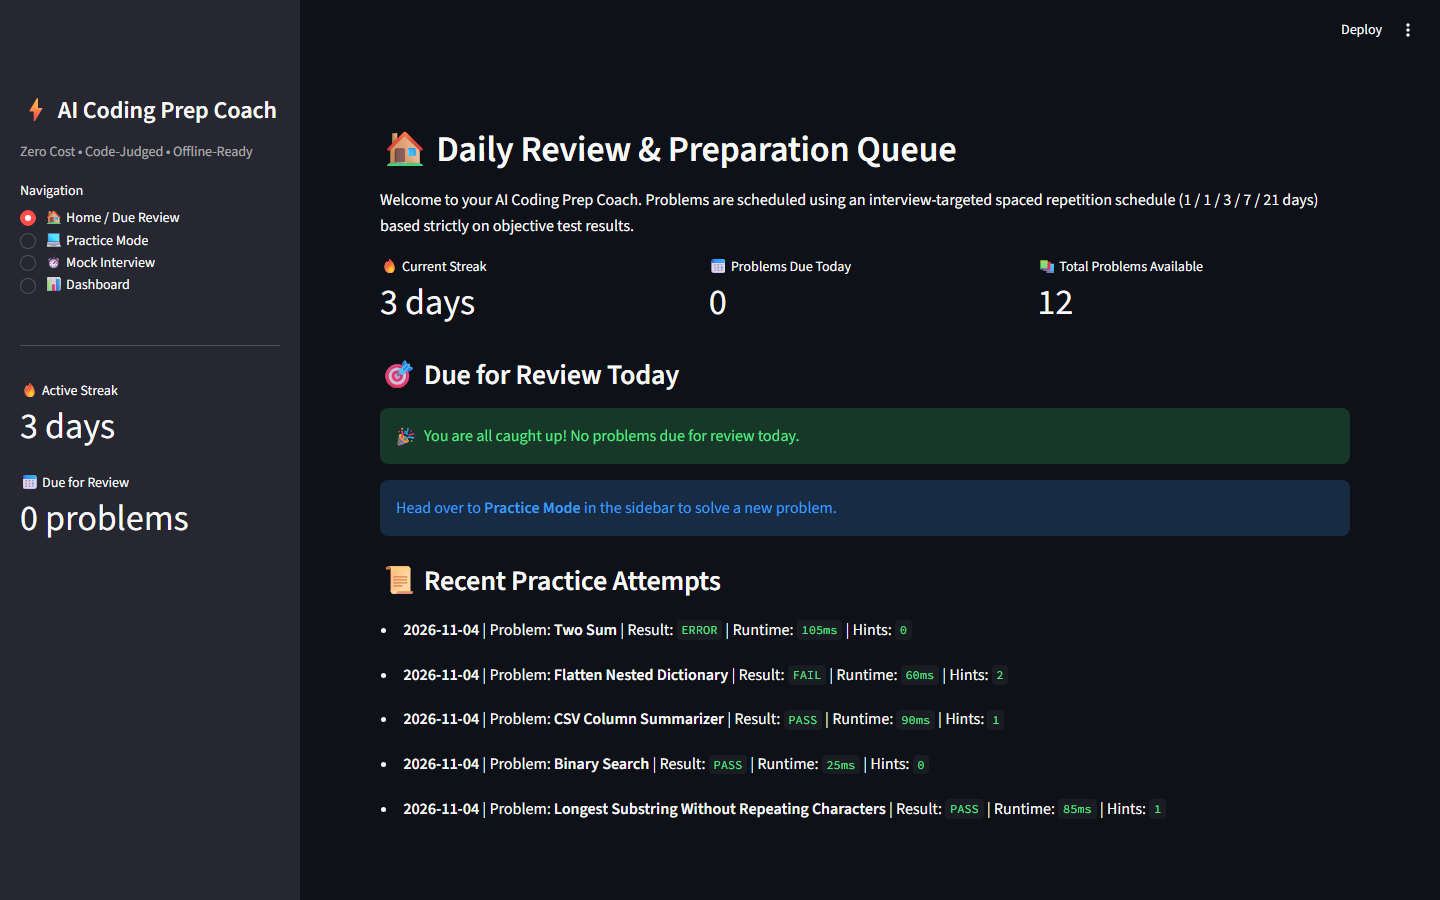 Deploy
AI Coding Prep Coach
Zero Cost • Code-Judged • Offline-Ready
Navigation
Home / Due Review
Practice Mode
Mock Interview
Dashboard
Active Streak
3 days
Due for Review
0 problems
Daily Review & Preparation Queue
Welcome to your AI Coding Prep Coach. Problems are scheduled using an interview-targeted spaced repetition schedule (1 / 1 / 3 / 7 / 21 days)
based strictly on objective test results.
Current Streak
3 days
Problems Due Today
0
Total Problems Available
12
Due for Review Today
You are all caught up! No problems due for review today.
Head over to Practice Mode in the sidebar to solve a new problem.
Recent Practice Attempts
• 2026-11-04 | Problem: Two Sum | Result: ERROR | Runtime: 105ms | Hints: 0
• 2026-11-04 | Problem: Flatten Nested Dictionary | Result: FAIL | Runtime: 60ms | Hints: 2
• 2026-11-04 | Problem: CSV Column Summarizer | Result: PASS | Runtime: 90ms | Hints: 1
• 2026-11-04 | Problem: Binary Search | Result: PASS | Runtime: 25ms | Hints: 0
• 2026-11-04 | Problem: Longest Substring Without Repeating Characters | Result: PASS | Runtime: 85ms | Hints: 1